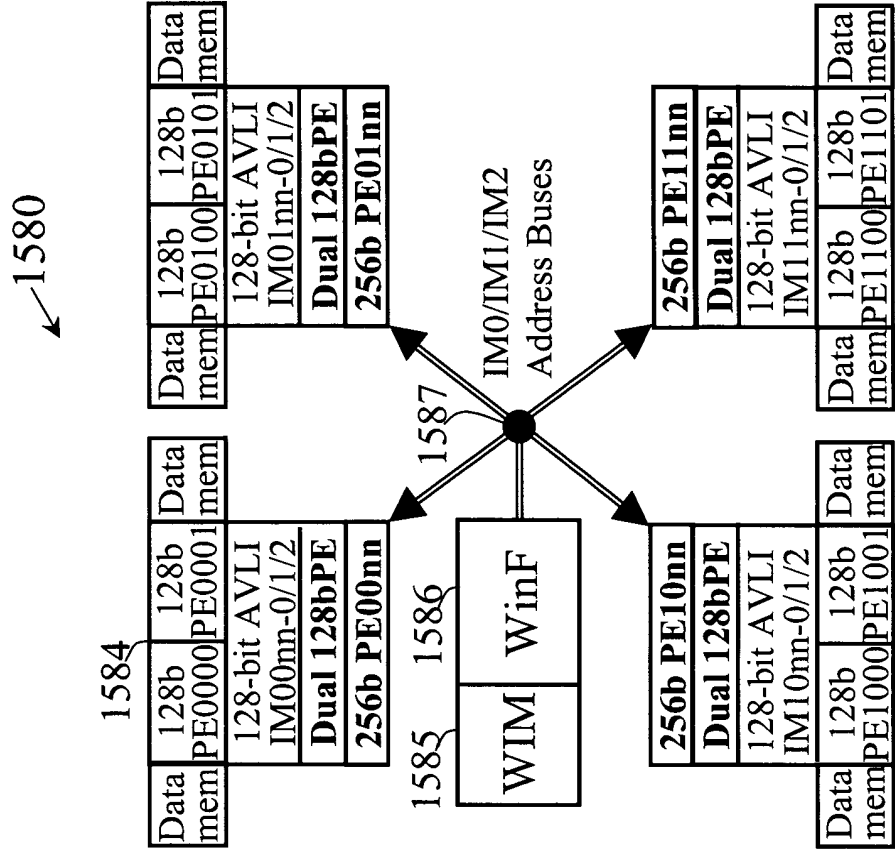 1580
1584
Data mem
128b PE0000
128b PE0001
Data mem
128-bit AVLI
IM00nn-0/1/2
Dual 128bPE
256b PE00nn
Data mem
128b PE0100
128b PE0101
Data mem
128-bit AVLI
IM01nn-0/1/2
Dual 128bPE
256b PE01nn
1585
WIM
1586
WinF
1587
IM0/IM1/IM2
Address Buses
256b PE10nn
Dual 128bPE
128-bit AVLI
IM10nn-0/1/2
Data mem
128b PE1000
128b PE1001
Data mem
256b PE11nn
Dual 128bPE
128-bit AVLI
IM11nn-0/1/2
Data mem
128b PE1100
128b PE1101
Data mem